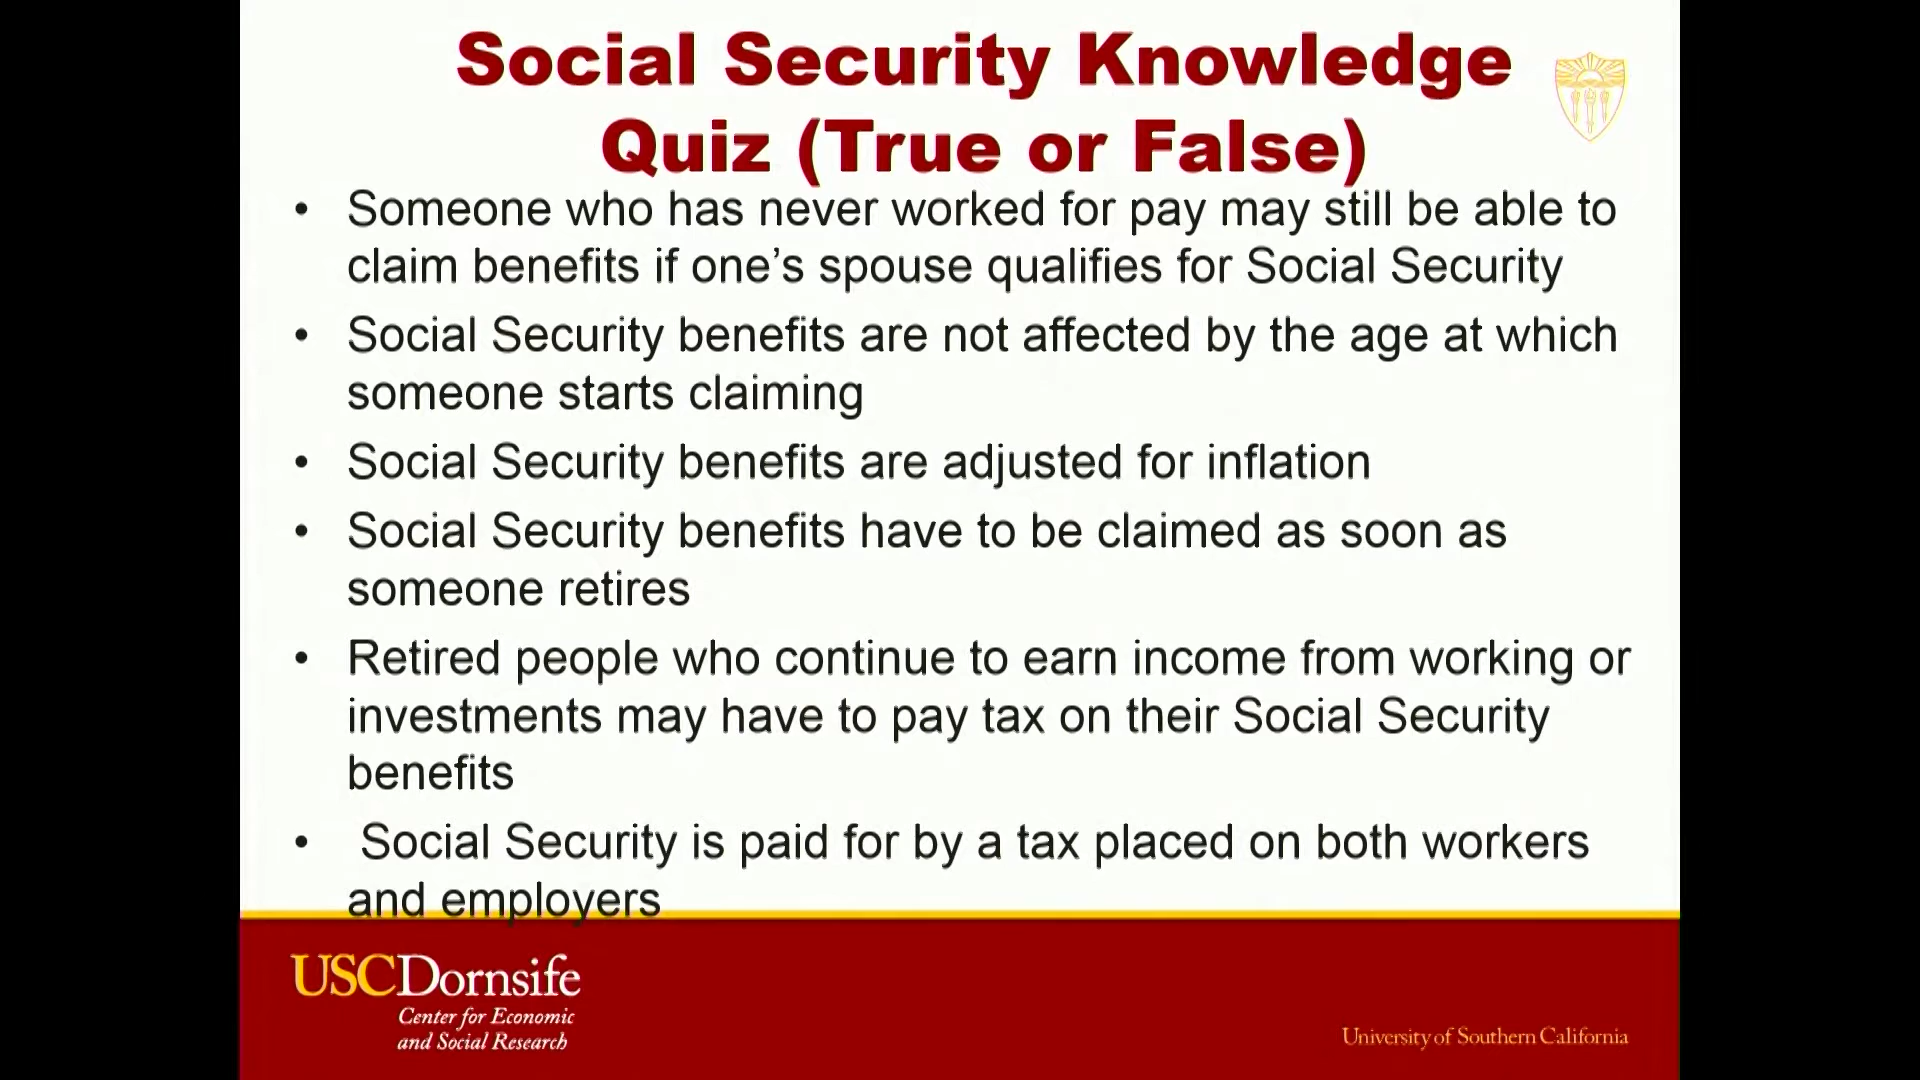 Social Security Knowledge
Quiz (True or False)
• Someone who has never worked for pay may still be able to
claim benefits if one’s spouse qualifies for Social Security
• Social Security benefits are not affected by the age at which
someone starts claiming
• Social Security benefits are adjusted for inflation
• Social Security benefits have to be claimed as soon as
someone retires
• Retired people who continue to earn income from working or
investments may have to pay tax on their Social Security
benefits
• Social Security is paid for by a tax placed on both workers
and employers
USCDornsife
Center for Economic
and Social Research
University of Southern California